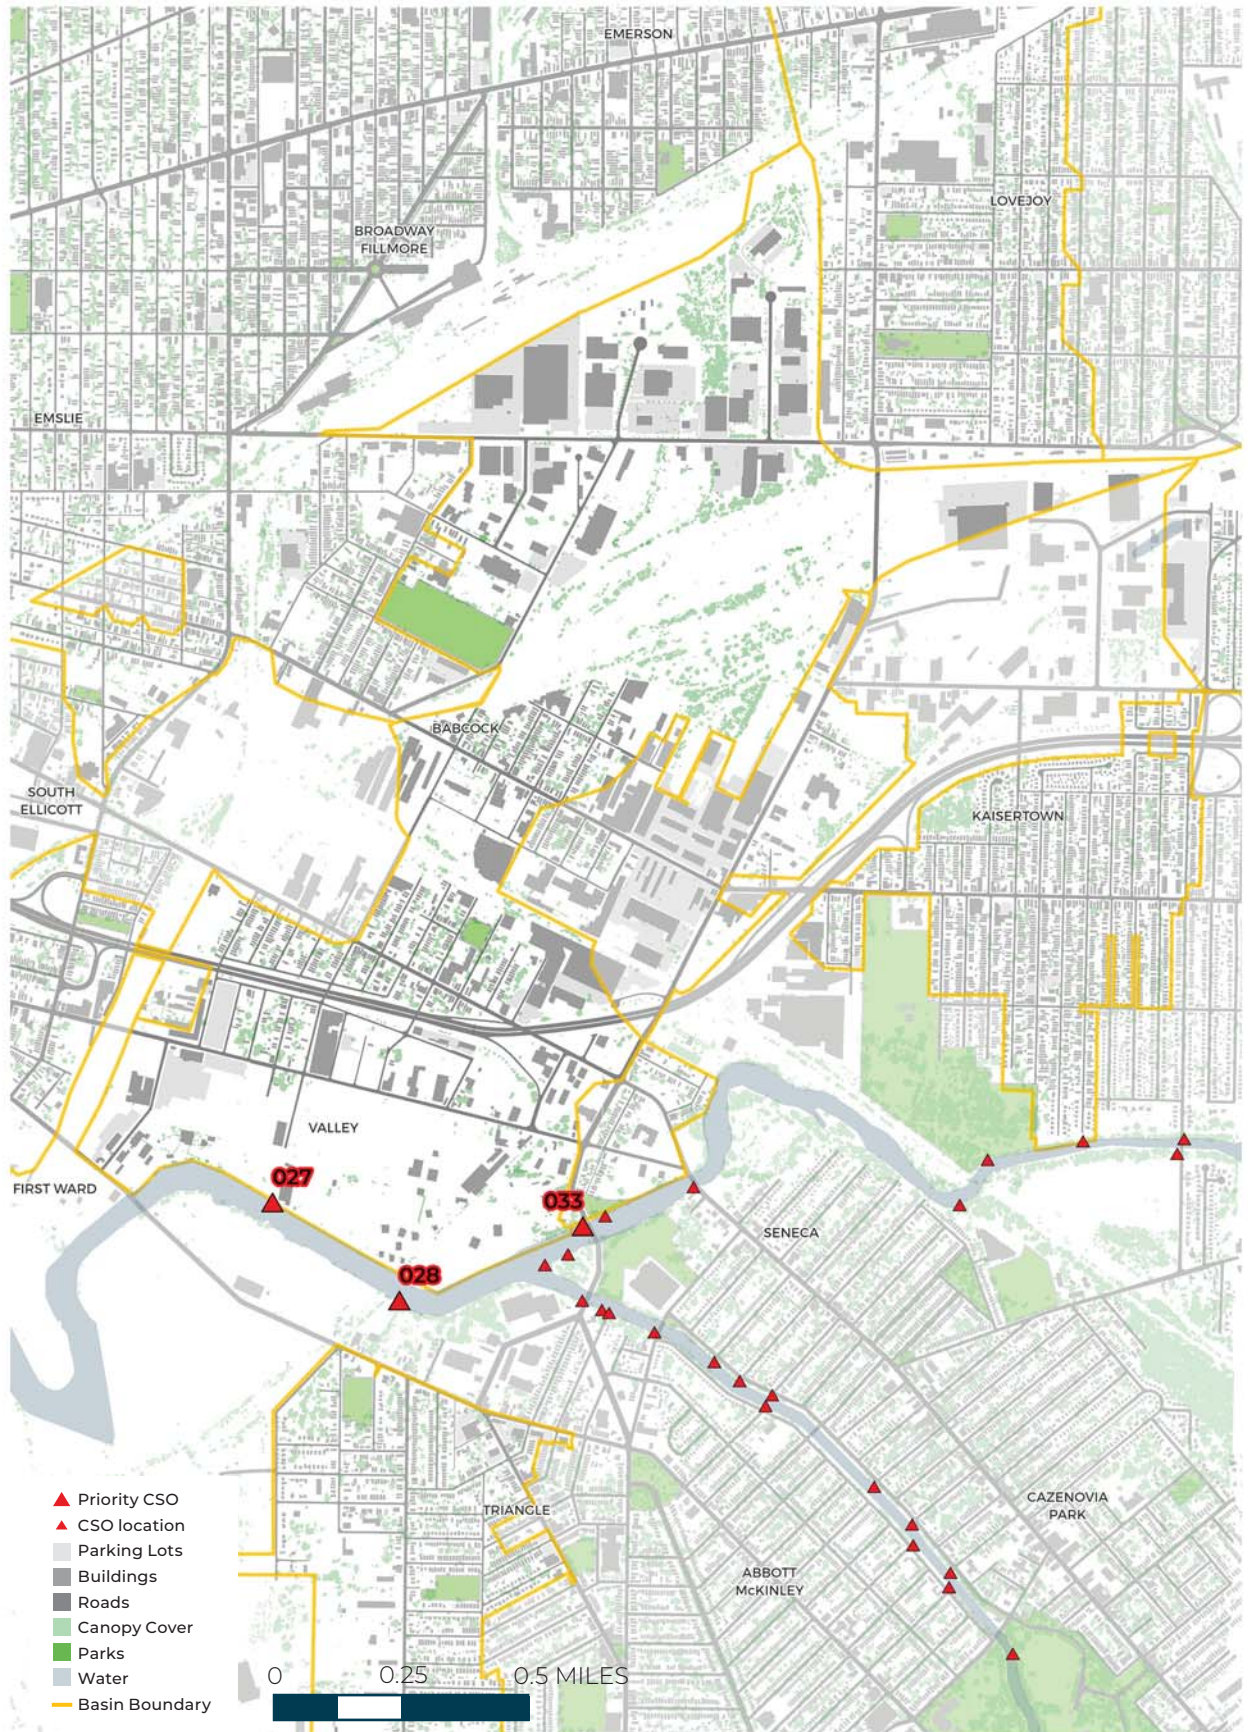 EMERSON
LOVEJOY
BROADWAY
FILLMORE
EMSLIE
BABCOCK
SOUTH
ELLICOTT
KAISERTOWN
VALLEY
027
FIRST WARD
033
SENECA
028
TRIANGLE
CAZENOVIA
PARK
ABBOTT
McKINLEY
Priority CSO
CSO location
Parking Lots
Buildings
Roads
Canopy Cover
Parks
Water
Basin Boundary
0 0.25 0.5 MILES